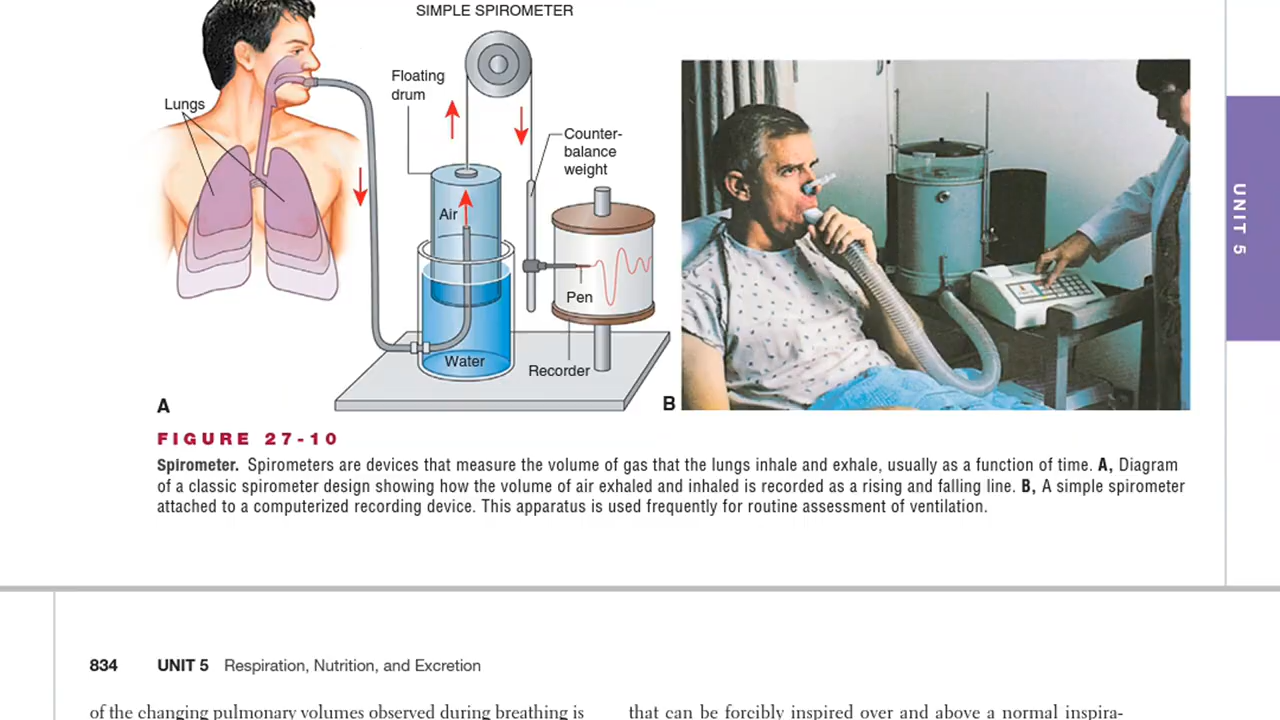 SIMPLE SPIROMETER
Floating
drum
Lungs
Counter-
balance
weight
Air
Pen
Water
Recorder
A
B
UNIT 5
FIGURE 27-10
Spirometer. Spirometers are devices that measure the volume of gas that the lungs inhale and exhale, usually as a function of time. A, Diagram
of a classic spirometer design showing how the volume of air exhaled and inhaled is recorded as a rising and falling line. B, A simple spirometer
attached to a computerized recording device. This apparatus is used frequently for routine assessment of ventilation.
834 UNIT 5 Respiration, Nutrition, and Excretion
of the changing pulmonary volumes observed during breathing is
that can be forcibly inspired over and above a normal inspira-